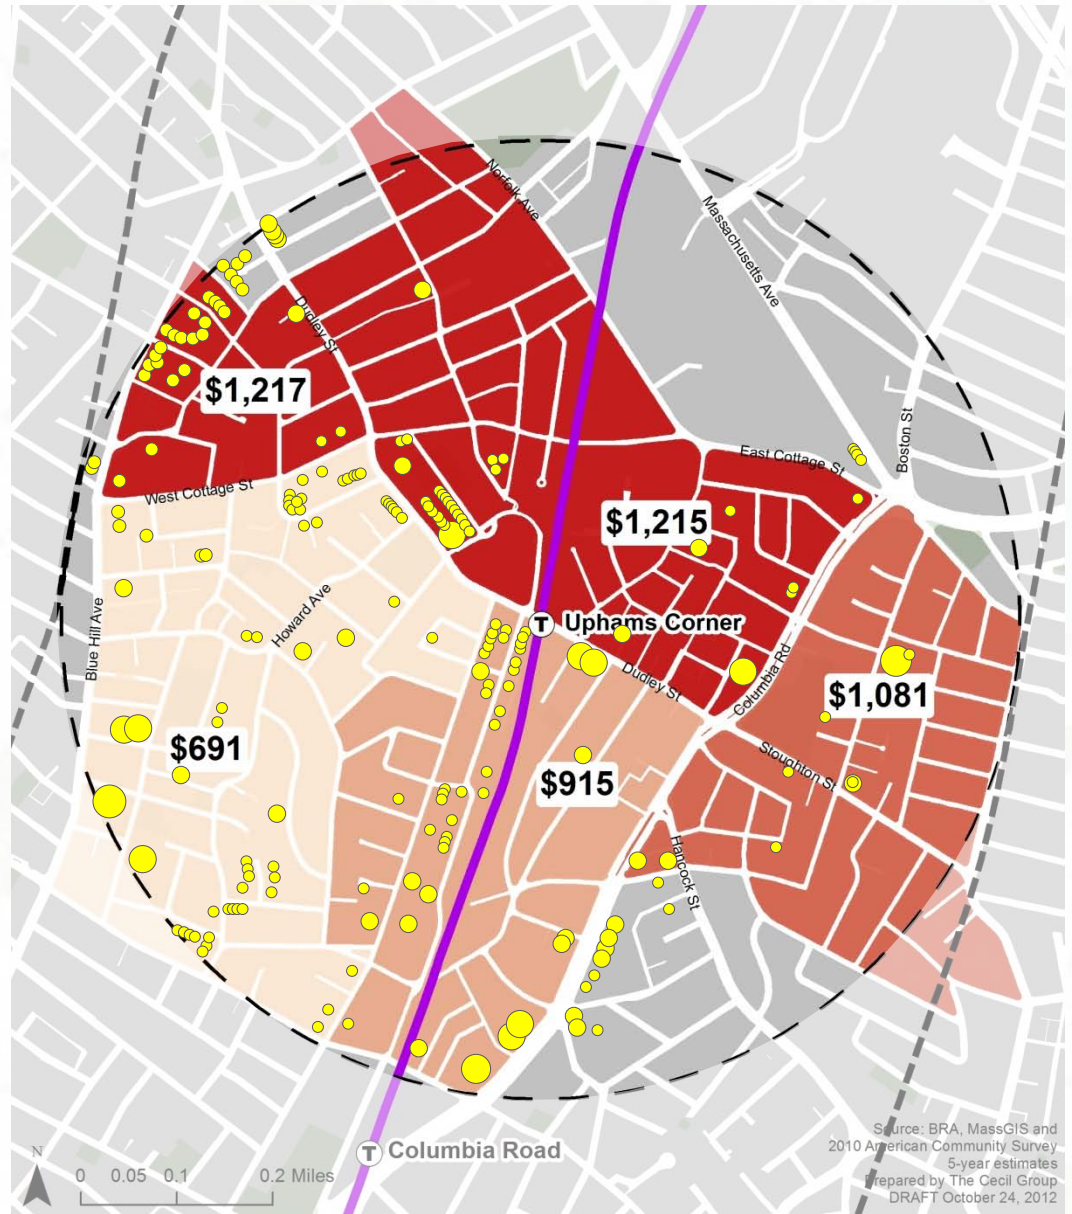 Norfolk Ave
Massachusetts Ave
Dudley St
$1,217
Boston St
East Cottage St
West Cottage St
$1,215
Howard Ave
Blue Hill Ave
T Uphams Corner
Dudley St
Columbia Rd
$1,081
$691
Stoughton St
$915
Hancock St
T Columbia Road
N
0 0.05 0.1 0.2 Miles
Source: BRA, MassGIS and
2010 American Community Survey
5-year estimates
Prepared by The Cecil Group
DRAFT October 24, 2012